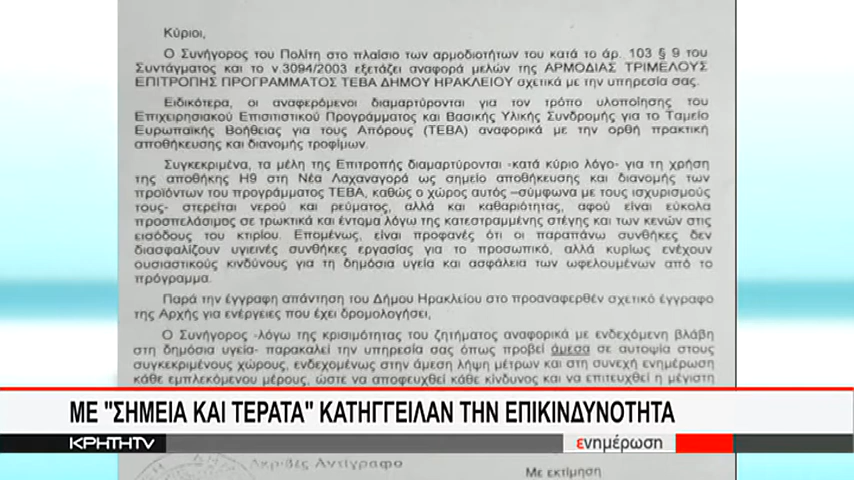 Κύριοι,
Ο Συνήγορος του Πολίτη στο πλαίσιο των αρμοδιοτήτων του κατά το άρ. 103 § 9 του
Συντάγματος και το ν.3094/2003 εξετάζει αναφορά μελών της ΑΡΜΟΔΙΑΣ ΤΡΙΜΕΛΟΥΣ
ΕΠΙΤΡΟΠΗΣ ΠΡΟΓΡΑΜΜΑΤΟΣ ΤΕΒΑ ΔΗΜΟΥ ΗΡΑΚΛΕΙΟΥ σχετικά με την υπηρεσία σας.
Ειδικότερα, οι αναφερόμενοι διαμαρτύρονται για τον τρόπο υλοποίησης του
Επιχειρησιακού Επισιτιστικού Προγράμματος και Βασικής Υλικής Συνδρομής για το Ταμείο
Ευρωπαϊκής Βοήθειας για τους Απόρους (ΤΕΒΑ) αναφορικά με την ορθή πρακτική
αποθήκευσης και διανομής τροφίμων.
Συγκεκριμένα, τα μέλη της Επιτροπής διαμαρτύρονται -κατά κύριο λόγο- για τη χρήση
της αποθήκης Η9 στη Νέα Λαχαναγορά ως σημείο αποθήκευσης και διανομής των
προϊόντων του προγράμματος ΤΕΒΑ, καθώς ο χώρος αυτός –σύμφωνα με τους ισχυρισμούς
τους- στερείται νερού και ρεύματος, αλλά και καθαριότητας, αφού είναι εύκολα
προσπελάσιμος σε τρωκτικά και έντομα λόγω της κατεστραμμένης στέγης και των κενών στις
εισόδους του κτιρίου. Επομένως, είναι προφανές ότι οι παραπάνω συνθήκες δεν
διασφαλίζουν υγιεινές συνθήκες εργασίας για το προσωπικό, αλλά κυρίως ενέχουν
ουσιαστικούς κινδύνους για τη δημόσια υγεία και ασφάλεια των ωφελουμένων από το
πρόγραμμα.
Παρά την έγγραφη απάντηση του Δήμου Ηρακλείου στο προαναφερθέν σχετικό έγγραφο
της Αρχής για ενέργειες που έχει δρομολογήσει,
Ο Συνήγορος -λόγω της κρισιμότητας του ζητήματος αναφορικά με ενδεχόμενη βλάβη
στη δημόσια υγεία- παρακαλεί την υπηρεσία σας όπως προβεί άμεσα σε αυτοψία στους
συγκεκριμένους χώρους, ενδεχομένως στην άμεση λήψη μέτρων και στη συνεχή ενημέρωση
κάθε εμπλεκόμενου μέρους, ώστε να αποφευχθεί κάθε κίνδυνος και να επιτευχθεί η μέγιστη
ΜΕ "ΣΗΜΕΙΑ ΚΑΙ ΤΕΡΑΤΑ" ΚΑΤΗΓΓΕΙΛΑΝ ΤΗΝ ΕΠΙΚΙΝΔΥΝΟΤΗΤΑ
ΚΡΗΤΗTV
ενημέρωση
Ακριβές Αντίγραφο
Με εκτίμηση